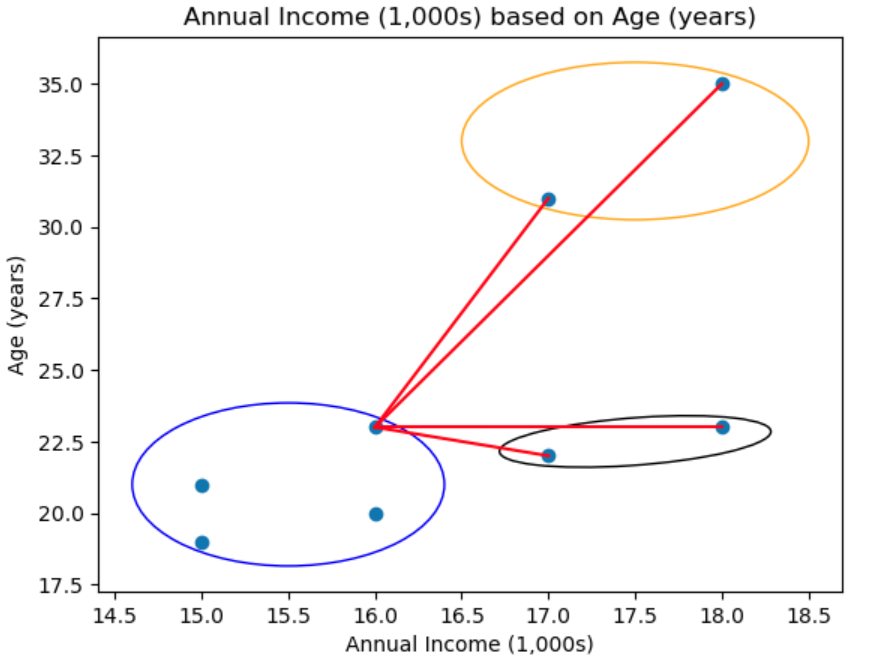 Annual Income (1,000s) based on Age (years)
35.0
32.5
30.0
27.5
25.0
22.5
20.0
17.5
Age (years)
14.5 15.0 15.5 16.0 16.5 17.0 17.5 18.0 18.5
Annual Income (1,000s)